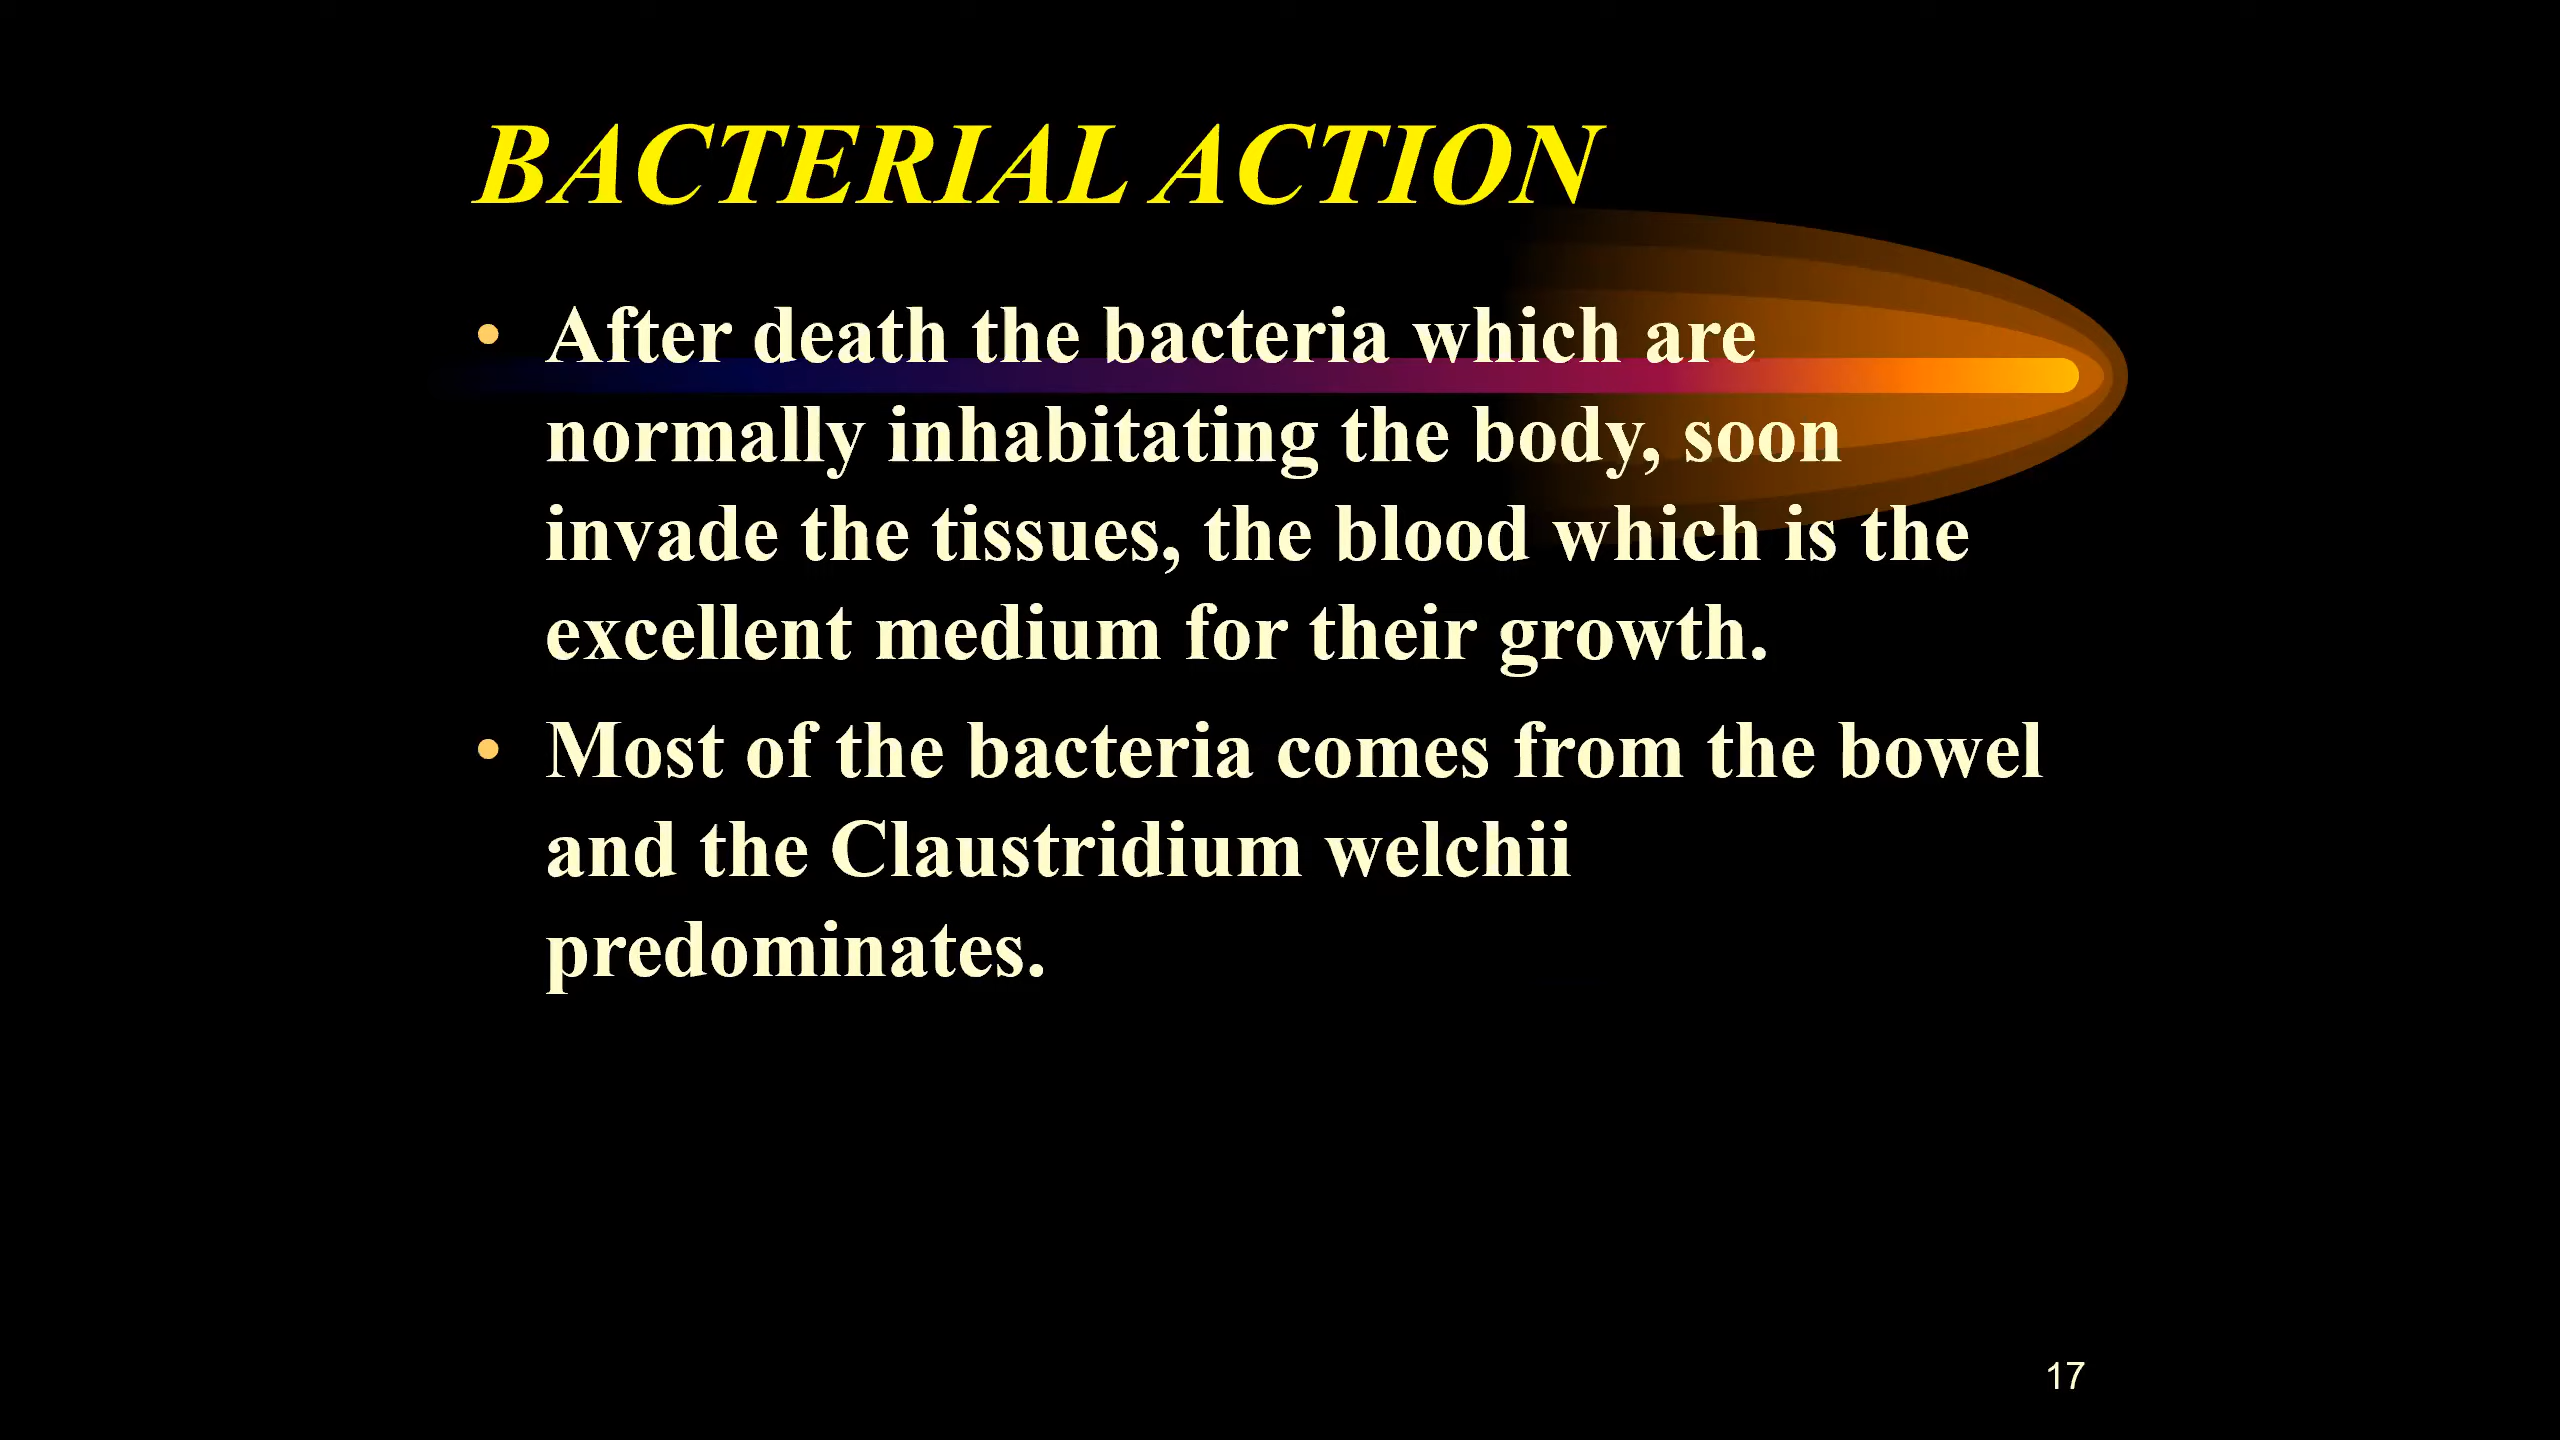 BACTERIAL ACTION
• After death the bacteria which are
normally inhabitating the body, soon
invade the tissues, the blood which is the
excellent medium for their growth.
• Most of the bacteria comes from the bowel
and the Claustridium welchii
predominates.
17